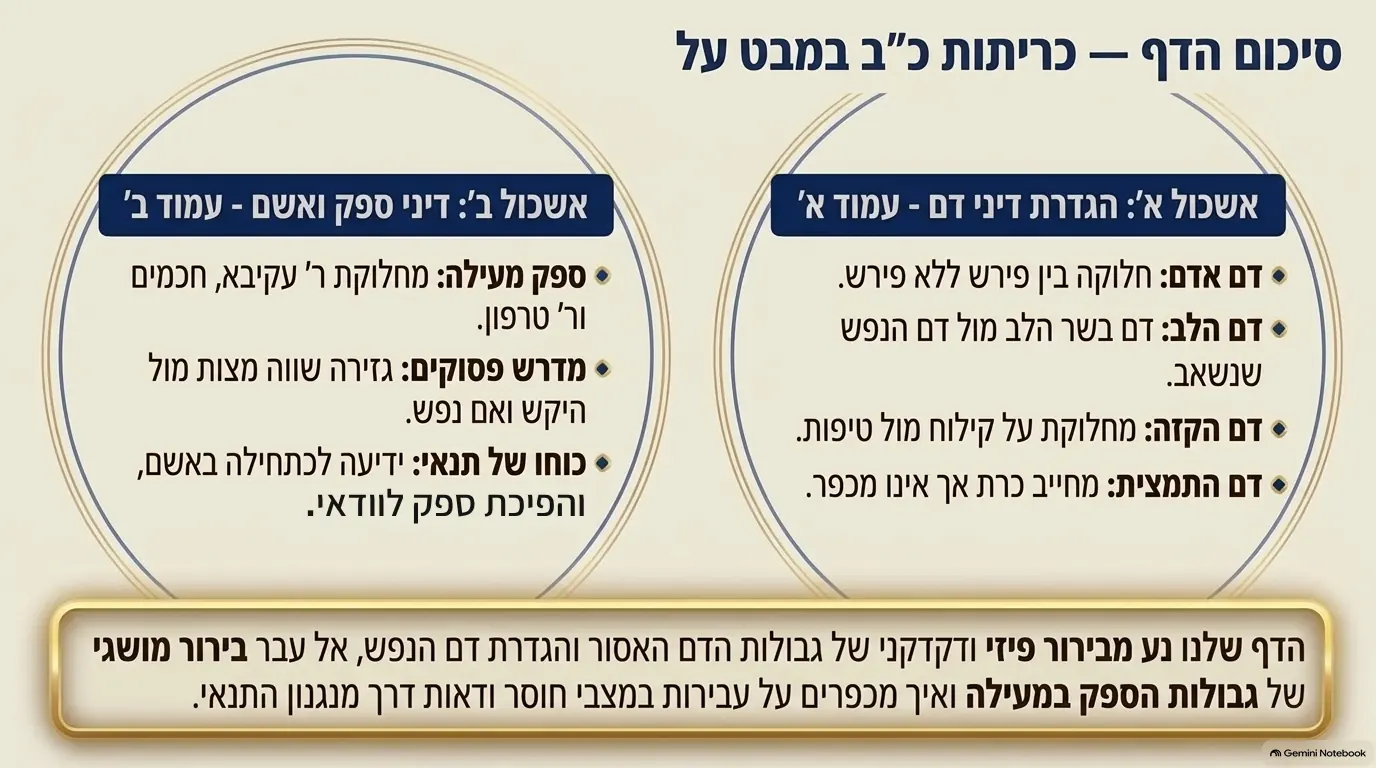 סיכום הדף — כריתות כ"ב במבט על
אשכול א': הגדרת דיני דם - עמוד א'
דם אדם: חלוקה בין פירש ללא פירש.
דם הלב: דם בשר הלב מול דם הנפש
שנשאב.
דם הקזה: מחלוקת על קילוח מול טיפות.
דם התמצית: מחייב כרת אך אינו מכפר.
אשכול ב': דיני ספק ואשם - עמוד ב'
ספק מעילה: מחלוקת ר' עקיבא, חכמים
ור' טרפון.
מדרש פסוקים: גזירה שווה מצות מול
היקש ואם נפש.
כוחו של תנאי: ידיעה לכתחילה באשם,
והפיכת ספק לוודאי.
הדף שלנו נע מבירור פיזי ודקדקני של גבולות הדם האסור והגדרת דם הנפש, אל עבר בירור מושגי
של גבולות הספק במעילה ואיך מכפרים על עבירות במצבי חוסר ודאות דרך מנגנון התנאי.
Gemini Notebook